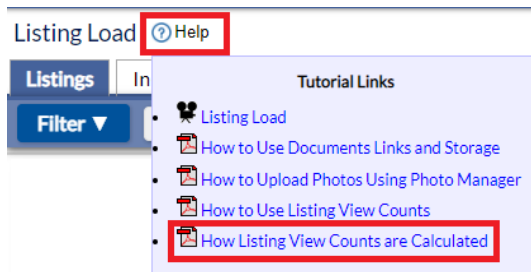 Listing Load ? Help
Listings In
Tutorial Links
Filter ▼
Listing Load
How to Use Documents Links and Storage
How to Upload Photos Using Photo Manager
How to Use Listing View Counts
How Listing View Counts are Calculated